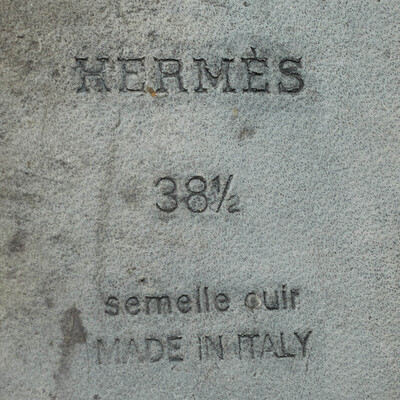 HERMÈS
38½
semelle cuir
MADE IN ITALY